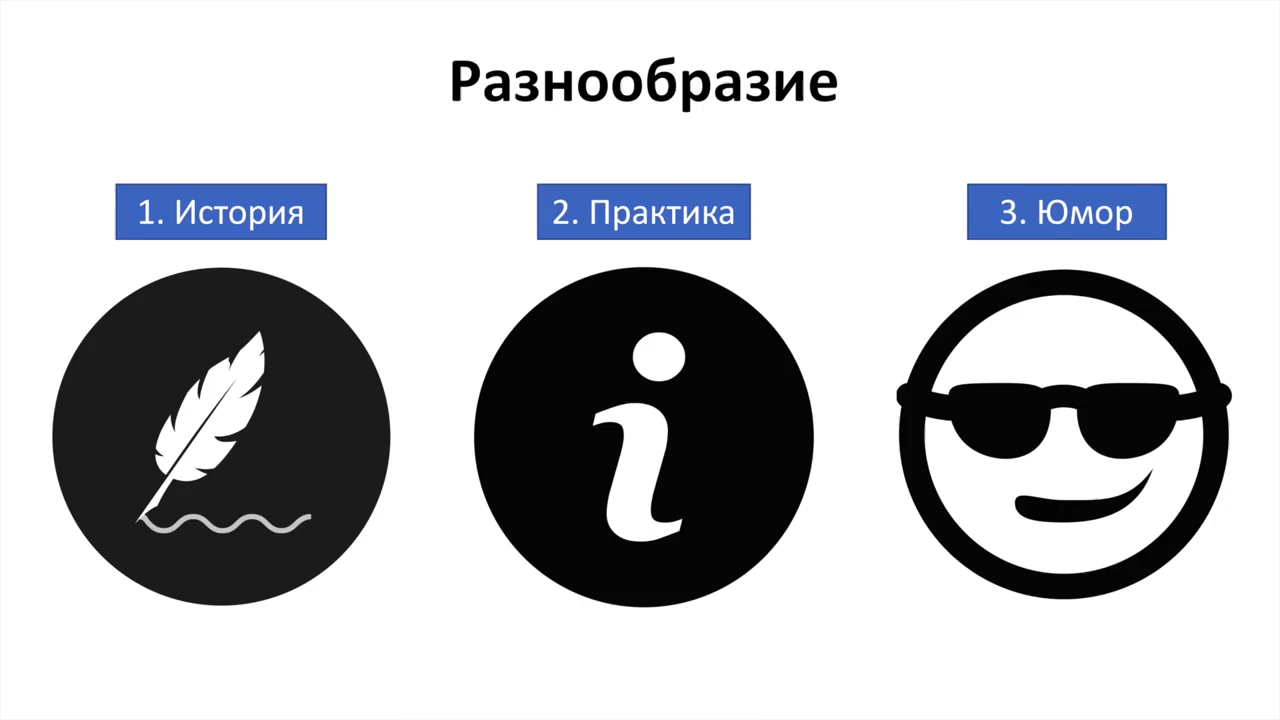 Разнообразие
1. История
2. Практика
3. Юмор
i